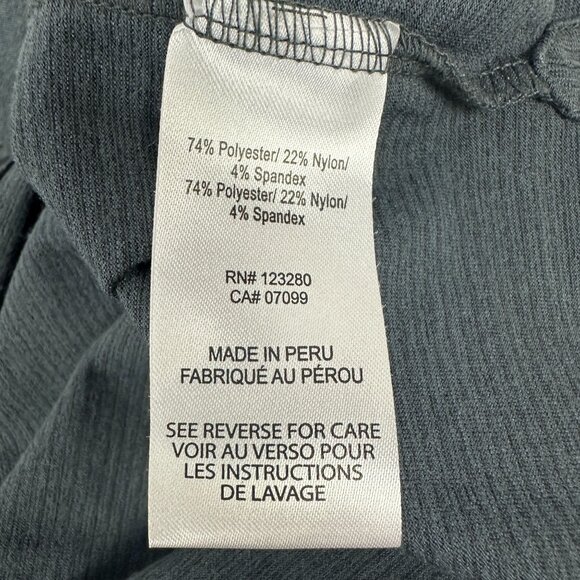 74% Polyester/ 22% Nylon/
4% Spandex
74% Polyester/ 22% Nylon/
4% Spandex
RN# 123280
CA# 07099
MADE IN PERU
FABRIQUÉ AU PÉROU
SEE REVERSE FOR CARE
VOIR AU VERSO POUR
LES INSTRUCTIONS
DE LAVAGE